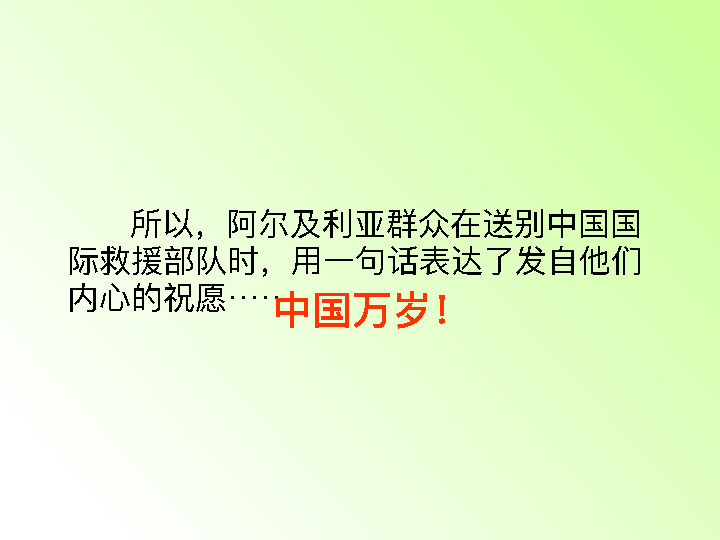 所以，阿尔及利亚群众在送别中国国
际救援部队时，用一句话表达了发自他们
内心的祝愿……
中国万岁！